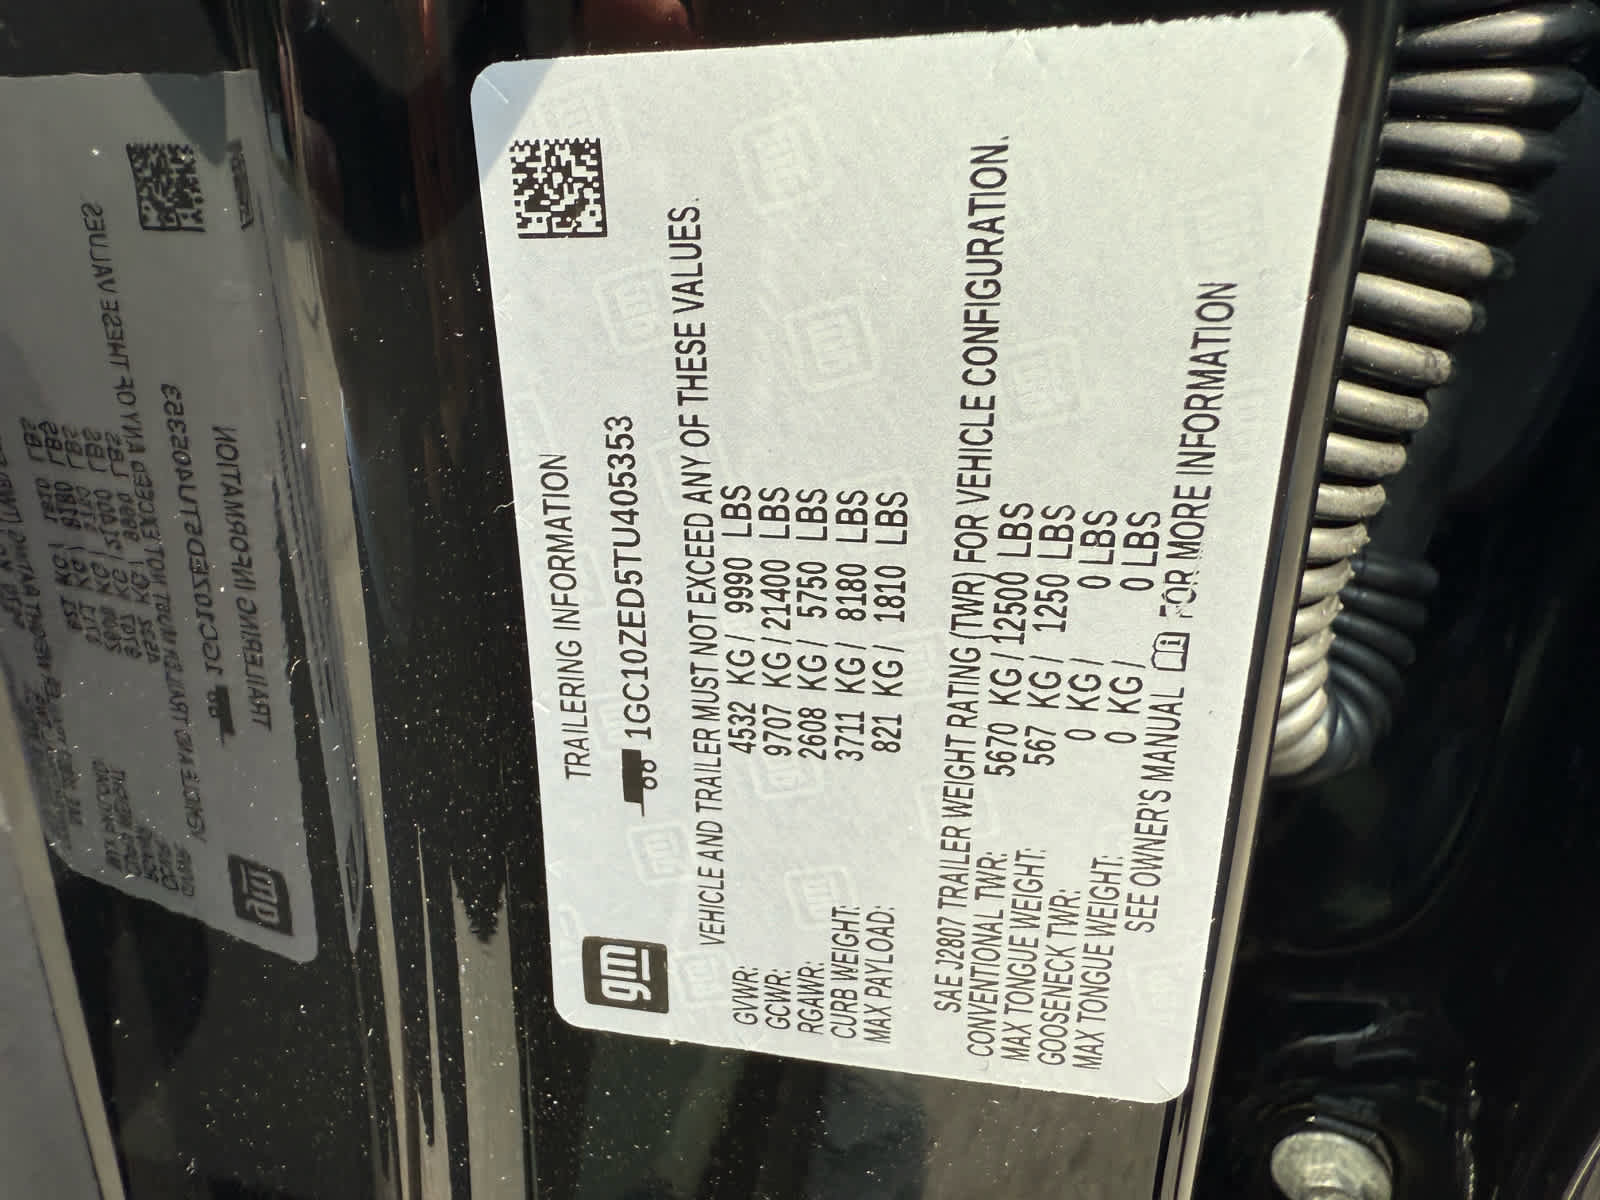 gm
TRAILERING INFORMATION
1GC10ZED5TU405353
VEHICLE AND TRAILER MUST NOT EXCEED ANY OF THESE VALUES.
GVWR: 4532 KG / 9990 LBS
GCWR: 9707 KG / 21400 LBS
RGAWR: 2608 KG / 5750 LBS
CURB WEIGHT: 3711 KG / 8180 LBS
MAX PAYLOAD: 821 KG / 1810 LBS
SAE J2807 TRAILER WEIGHT RATING (TWR) FOR VEHICLE CONFIGURATION.
CONVENTIONAL TWR: 5670 KG / 12500 LBS
MAX TONGUE WEIGHT: 567 KG / 1250 LBS
GOOSENECK TWR: 0 KG / 0 LBS
MAX TONGUE WEIGHT: 0 KG / 0 LBS
SEE OWNER'S MANUAL FOR MORE INFORMATION